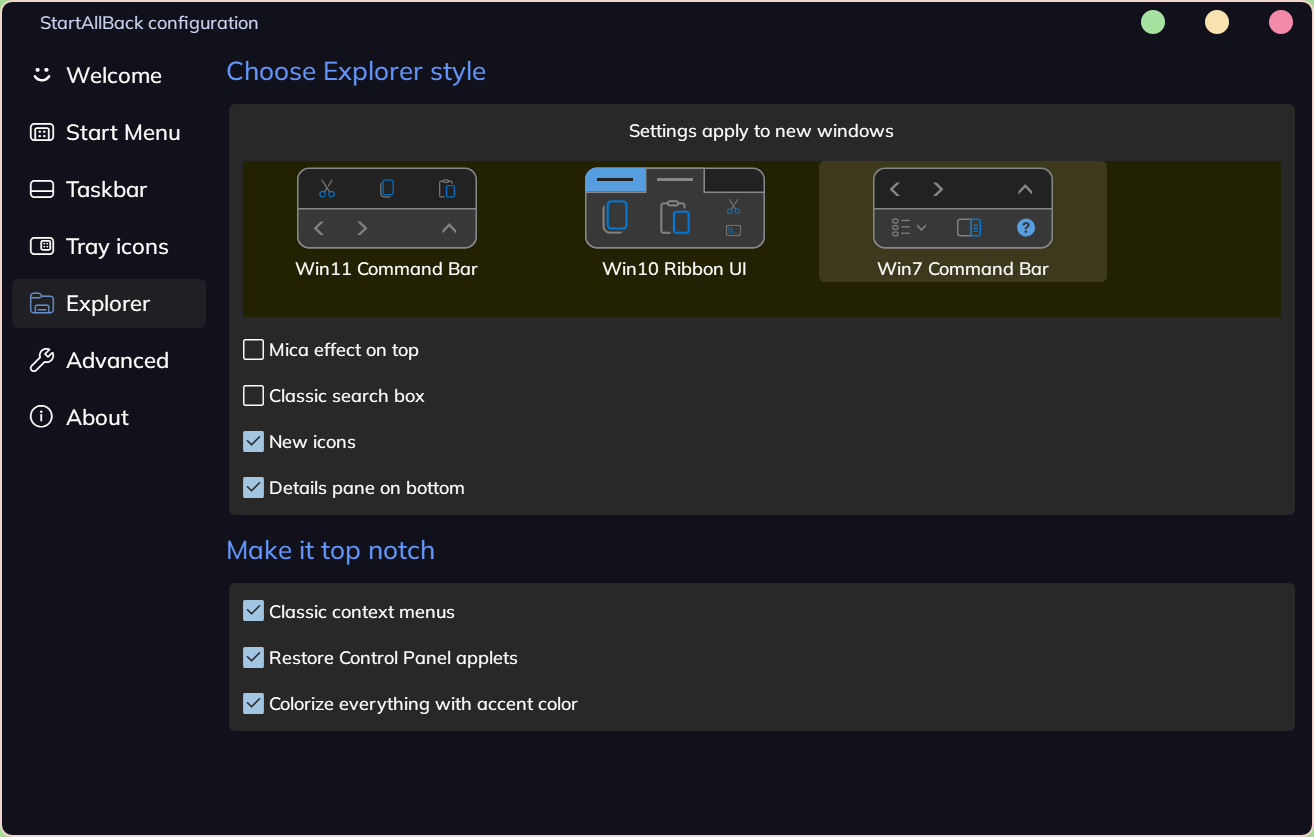 StartAllBack configuration
Welcome
Start Menu
Taskbar
Tray icons
Explorer
Advanced
About
Choose Explorer style
Settings apply to new windows
Win11 Command Bar
Win10 Ribbon UI
Win7 Command Bar
Mica effect on top
Classic search box
New icons
Details pane on bottom
Make it top notch
Classic context menus
Restore Control Panel applets
Colorize everything with accent color